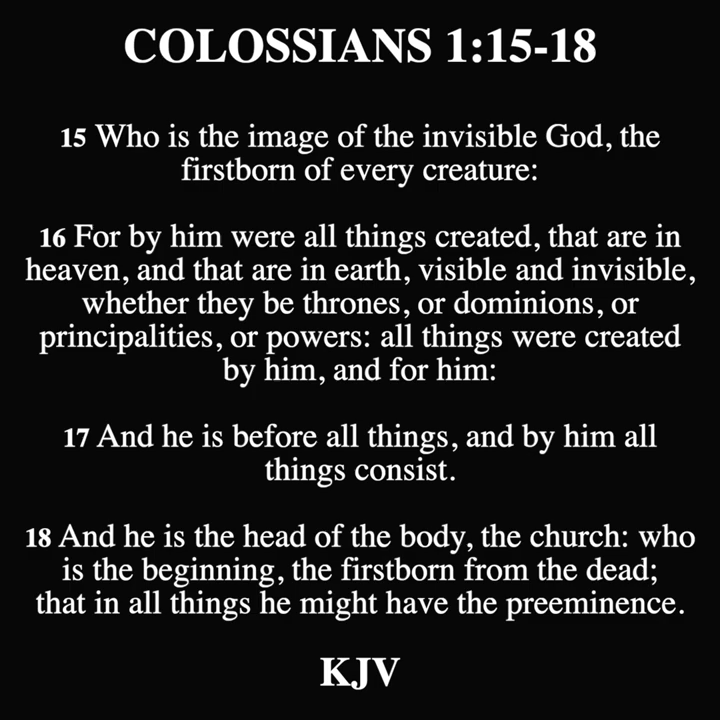 COLOSSIANS 1:15-18
15 Who is the image of the invisible God, the
firstborn of every creature:
16 For by him were all things created, that are in
heaven, and that are in earth, visible and invisible,
whether they be thrones, or dominions, or
principalities, or powers: all things were created
by him, and for him:
17 And he is before all things, and by him all
things consist.
18 And he is the head of the body, the church: who
is the beginning, the firstborn from the dead;
that in all things he might have the preeminence.
KJV